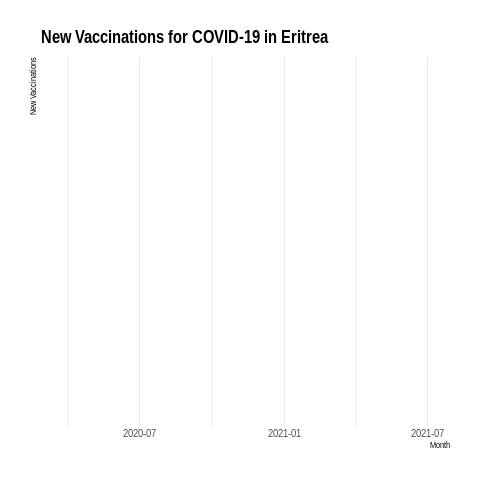 New Vaccinations for COVID-19 in Eritrea
New Vaccinations
2020-07
2021-01
2021-07
Month